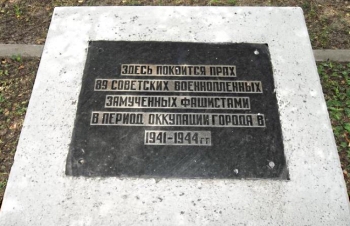 ЗДЕСЬ ПОКОИТСЯ ПРАХ
89 СОВЕТСКИХ ВОЕННОПЛЕННЫХ
ЗАМУЧЕННЫХ ФАШИСТАМИ
В ПЕРИОД ОККУПАЦИИ ГОРОДА В
1941-1944 ГГ